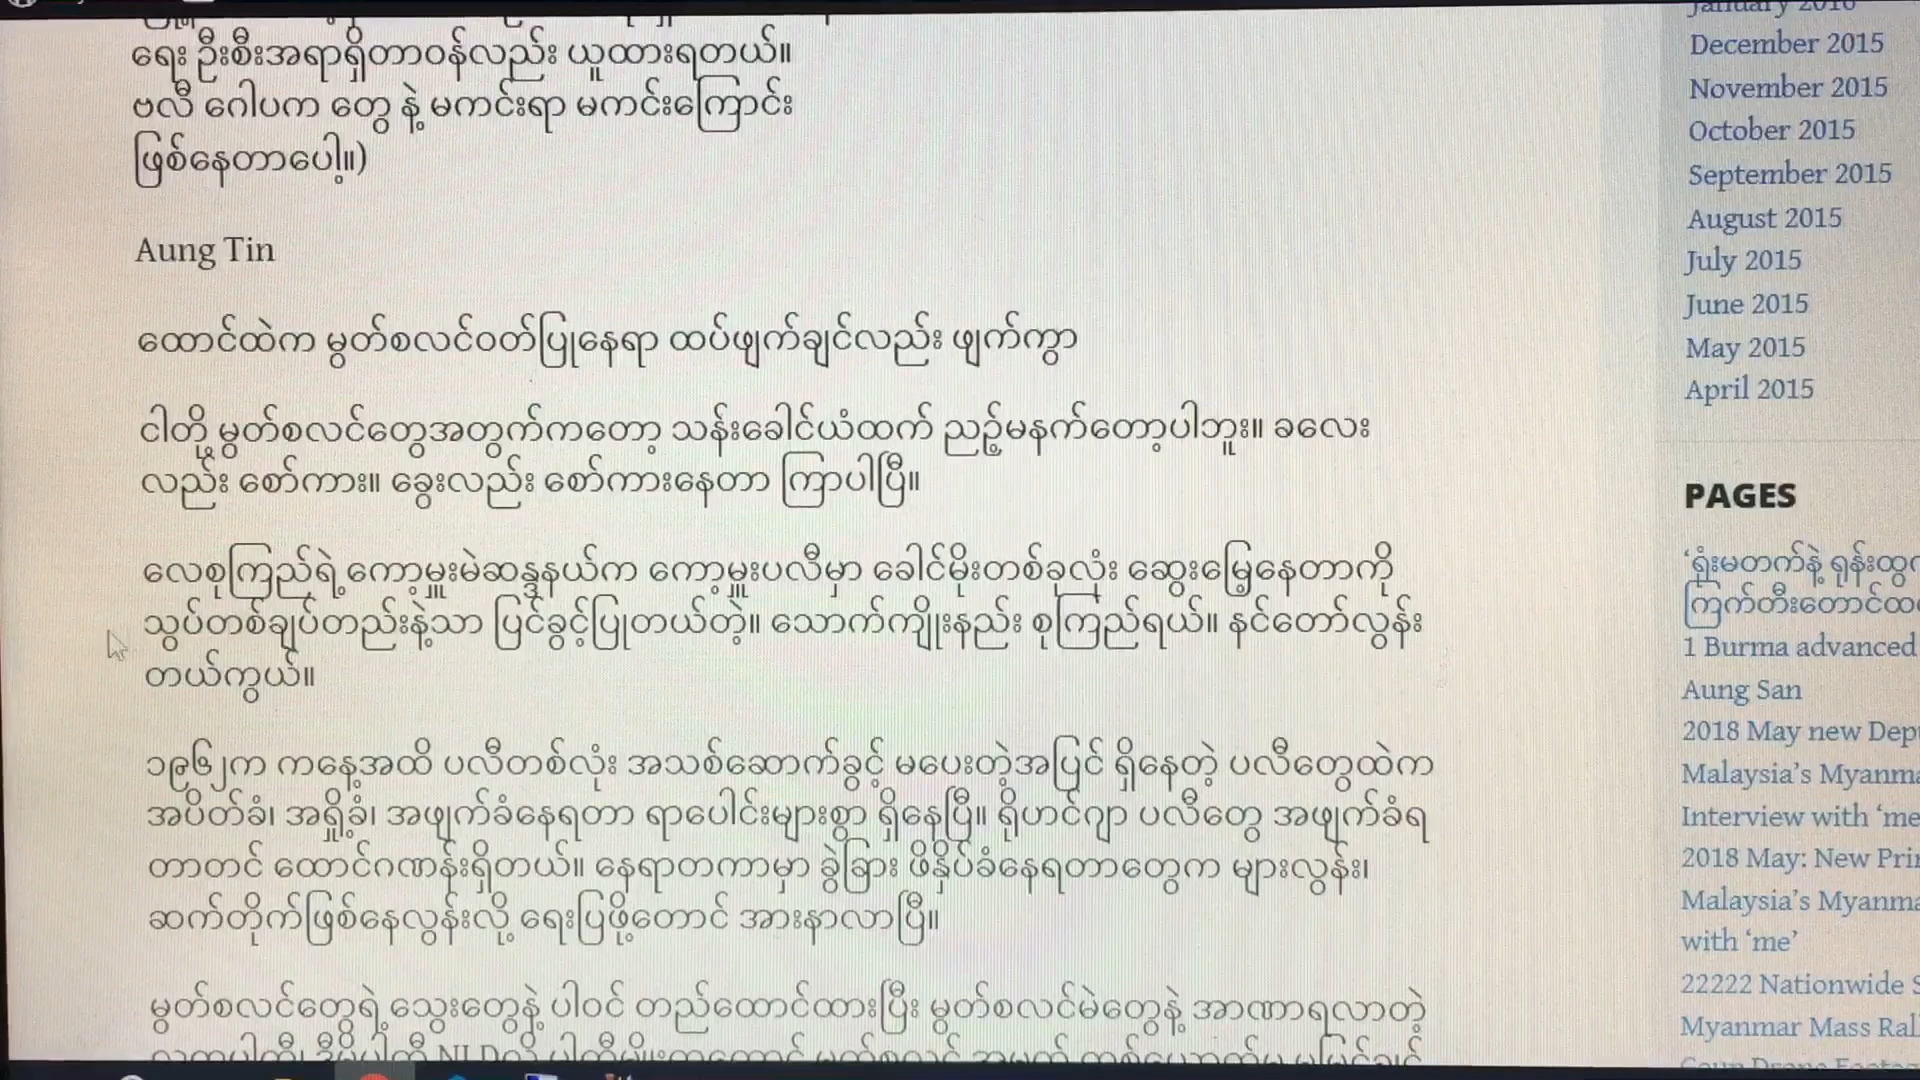 ရေး ဦးစီးအရာရှိတာဝန်လည်း ယူထားရတယ်။
ဗလီ ဂေါပက တွေ နဲ့ မကင်းရာ မကင်းကြောင်း
ဖြစ်နေတာပေါ့။)
Aung Tin
ထောင်ထဲက မွတ်စလင်ဝတ်ပြုနေရာ ထပ်ဖျက်ချင်လည်း ဖျက်ကွာ
ငါတို့ မွတ်စလင်တွေအတွက်ကတော့ သန်းခေါင်ယံထက် ညဥ့်မနက်တော့ပါဘူး။ ခလေး
လည်း စော်ကား။ ခွေးလည်း စော်ကားနေတာ ကြာပါပြီ။
လေစုကြည်ရဲ့ ကော့မှူးမဲဆန္ဒနယ်က ကော့မှူးပလီမှာ ခေါင်မိုးတစ်ခုလုံး ဆွေးမြွေ့နေတာကို
သွပ်တစ်ချပ်တည်းနဲ့သာ ပြင်ခွင့်ပြုတယ်တဲ့။ သောက်ကျိုးနည်း စုကြည်ရယ်။ နင်တော်လွန်း
တယ်ကွယ်။
၁၉၆၂က ကနေ့အထိ ပလီတစ်လုံး အသစ်ဆောက်ခွင့် မပေးတဲ့အပြင် ရှိနေတဲ့ ပလီတွေထဲက
အပိတ်ခံ၊ အရှို့ခံ၊ အဖျက်ခံနေရတာ ရာပေါင်းများစွာ ရှိနေပြီ။ ရိုဟင်ဂျာ ပလီတွေ အဖျက်ခံရ
တာတင် ထောင်ဂဏန်းရှိတယ်။ နေရာတကာမှာ ခွဲခြား ဖိနှိပ်ခံနေရတာတွေက များလွန်း၊
ဆက်တိုက်ဖြစ်နေလွန်းလို့ ရေးပြဖို့တောင် အားနာလာပြီ။
မွတ်စလင်တွေရဲ့ သွေးတွေနဲ့ ပါဝင် တည်ထောင်ထားပြီး မွတ်စလင်မဲတွေနဲ့ အာဏာရလာတဲ့
January 2016
December 2015
November 2015
October 2015
September 2015
August 2015
July 2015
June 2015
May 2015
April 2015
PAGES
‘ရုံးမတက်နဲ့ ရုန်းထွက်
1 Burma advanced
Aung San
2018 May new Dep
Malaysia’s Myanma
Interview with ‘me
2018 May: New Pri
Malaysia’s Myanma
with ‘me’
22222 Nationwide S
Myanmar Mass Ral